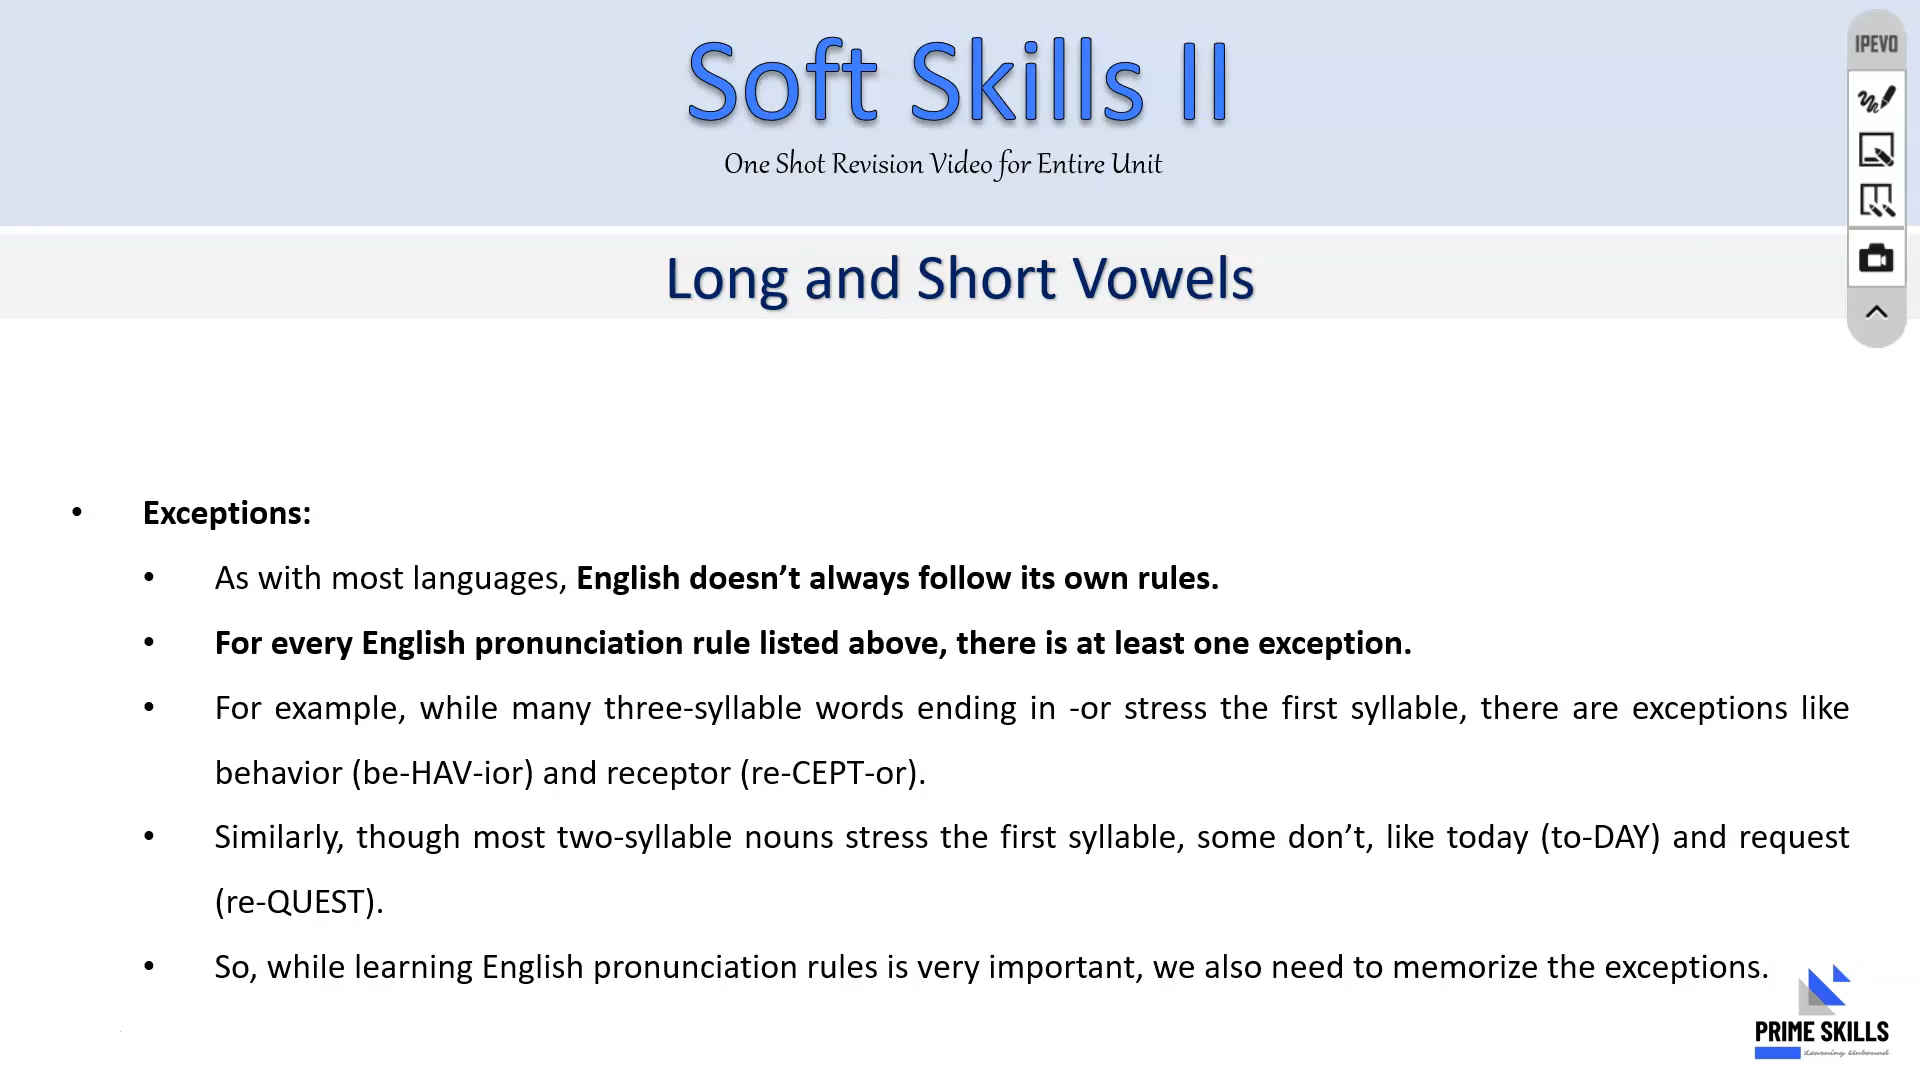 Soft Skills II
One Shot Revision Video for Entire Unit
IPEVO
Long and Short Vowels
• Exceptions:
• As with most languages, English doesn’t always follow its own rules.
• For every English pronunciation rule listed above, there is at least one exception.
• For example, while many three-syllable words ending in -or stress the first syllable, there are exceptions like
behavior (be-HAV-ior) and receptor (re-CEPT-or).
• Similarly, though most two-syllable nouns stress the first syllable, some don’t, like today (to-DAY) and request
(re-QUEST).
• So, while learning English pronunciation rules is very important, we also need to memorize the exceptions.
PRIME SKILLS
Learning Unbound